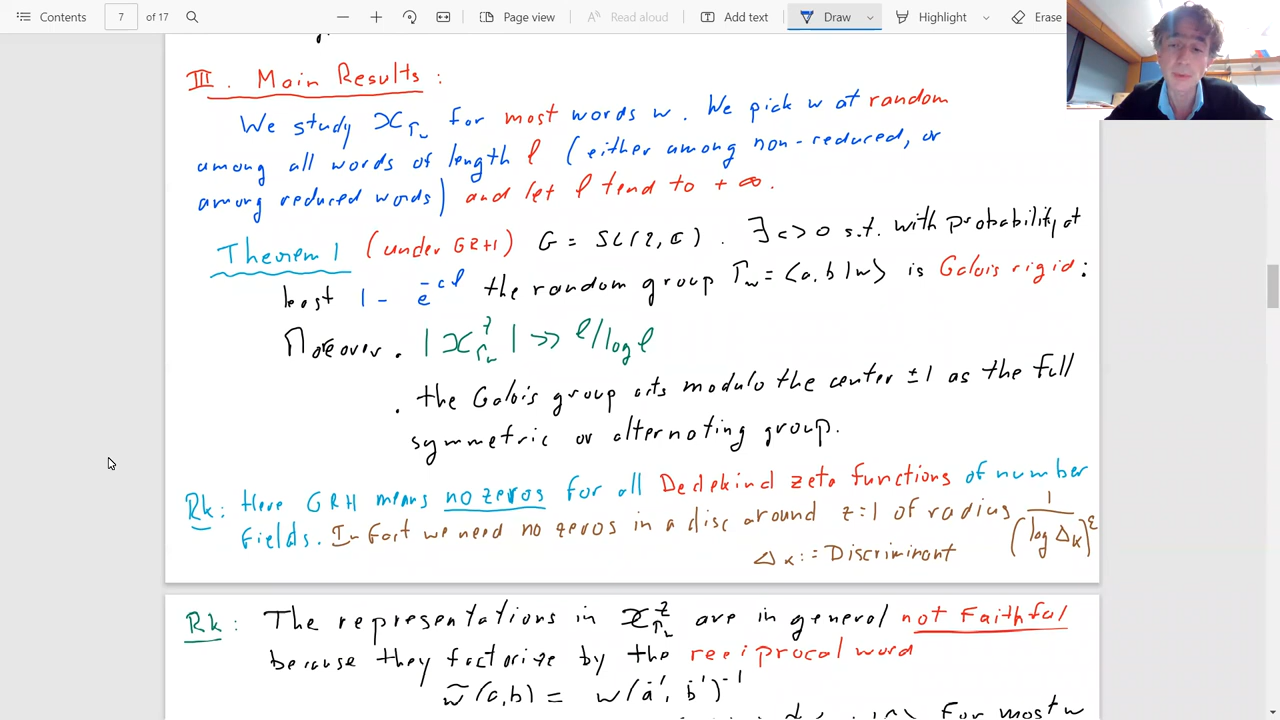 Contents 7 of 17 Page view Read aloud Add text Draw Highlight Erase
III. Main Results:
We study 𝒳_Γw for most words w. We pick w at random
among all words of length ℓ (either among non-reduced, or
among reduced words) and let ℓ tend to +∞.
Theorem 1 (under GRH) G = SL(2,ℂ). ∃c>0 s.t. with probability at
least 1 - e^-cℓ the random group Γw = <a,b|w> is Galois rigid:
Moreover. |𝒳^z_Γw| >> ℓ/logℓ
. the Galois group acts modulo the center ±1 as the full
symmetric or alternating group.
Rk: Here GRH means no zeros for all Dedekind zeta functions of number
fields. In fact we need no zeros in a disc around z=1 of radius 1/(log Δ_K)^2
Δ_K := Discriminant
Rk: The representations in 𝒳^z_Γw are in general not faithful
because they factorise by the reciprocal word
w̃(a,b) = w(a^-1, b^-1)^-1
for most w